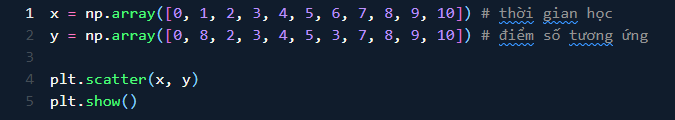 1 x = np.array([0, 1, 2, 3, 4, 5, 6, 7, 8, 9, 10]) # thời gian học
2 y = np.array([0, 8, 2, 3, 4, 5, 3, 7, 8, 9, 10]) # điểm số tương ứng
3
4 plt.scatter(x, y)
5 plt.show()